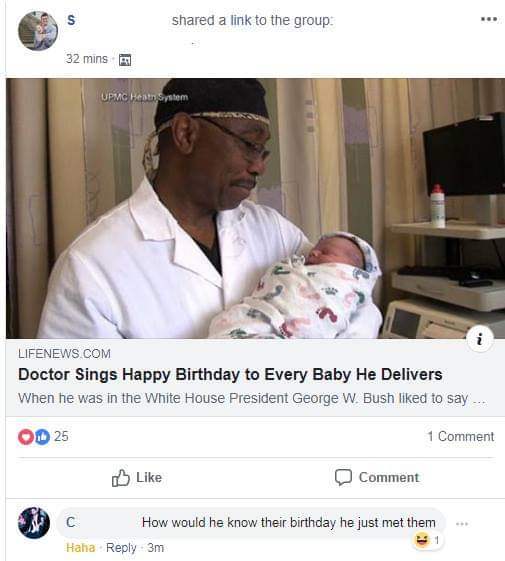 S shared a link to the group:
32 mins ·
UPMC Health System
LIFENEWS.COM
Doctor Sings Happy Birthday to Every Baby He Delivers
When he was in the White House President George W. Bush liked to say ...
25
1 Comment
Like Comment
C How would he know their birthday he just met them
1
Haha · Reply · 3m